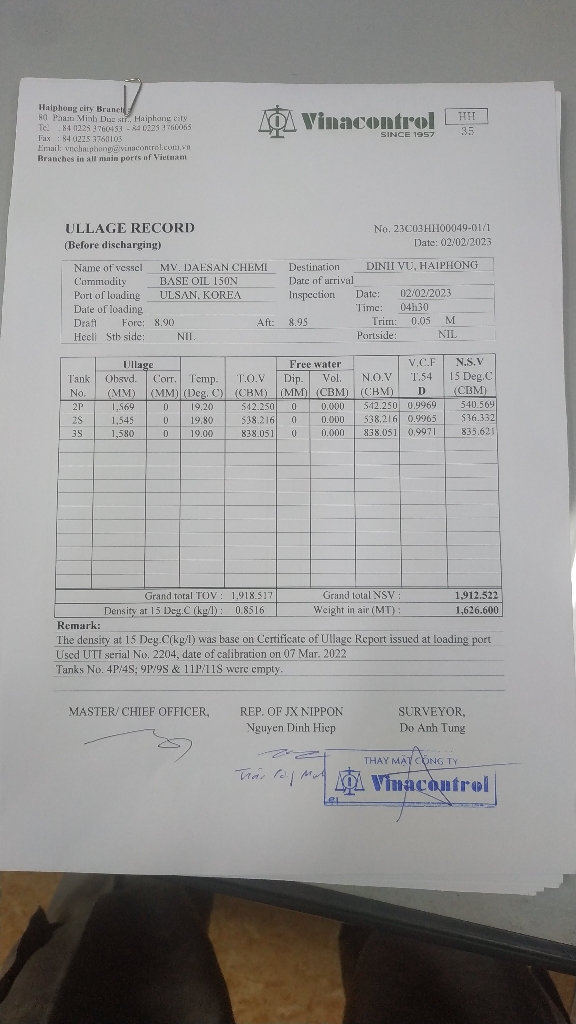 Haiphong city Branch
80 Pham Minh Duc str., Haiphong city
Tel : 84 0225 3760453 - 84 0225 3760065
Fax : 84 0225 3760103
Email: vnchaiphong@vinacontrol.com.vn
Branches in all main ports of Vietnam
Vinacontrol
SINCE 1957
HH
35
ULLAGE RECORD
No. 23C03HH00049-01/1
(Before discharging)
Date: 02/02/2023
Name of vessel MV. DAESAN CHEMI Destination DINH VU, HAIPHONG
Commodity BASE OIL 150N Date of arrival
Port of loading ULSAN, KOREA Inspection Date: 02/02/2023
Date of loading Time: 04h30
Draft Fore: 8.90 Aft: 8.95 Trim: 0.05 M
Heel: Stb side: NIL Portside: NIL
Ullage Free water V.C.F N.S.V
Tank Obsvd. Corr. Temp. T.O.V Dip. Vol. N.O.V T.54 15 Deg.C
No. (MM) (MM) (Deg. C) (CBM) (MM) (CBM) (CBM) D (CBM)
2P 1,569 0 19.20 542.250 0 0.000 542.250 0.9969 540.569
2S 1,545 0 19.80 538.216 0 0.000 538.216 0.9965 536.332
3S 1,580 0 19.00 838.051 0 0.000 838.051 0.9971 835.621
Grand total TOV : 1,918.517 Grand total NSV : 1,912.522
Density at 15 Deg.C (kg/l) : 0.8516 Weight in air (MT) : 1,626.600
Remark:
The density at 15 Deg.C(kg/l) was base on Certificate of Ullage Report issued at loading port
Used UTI serial No. 2204, date of calibration on 07 Mar. 2022
Tanks No. 4P/4S; 9P/9S & 11P/11S were empty.
MASTER/ CHIEF OFFICER, REP. OF JX NIPPON SURVEYOR,
Nguyen Dinh Hiep Do Anh Tung
THAY MẶT CÔNG TY
Vinacontrol